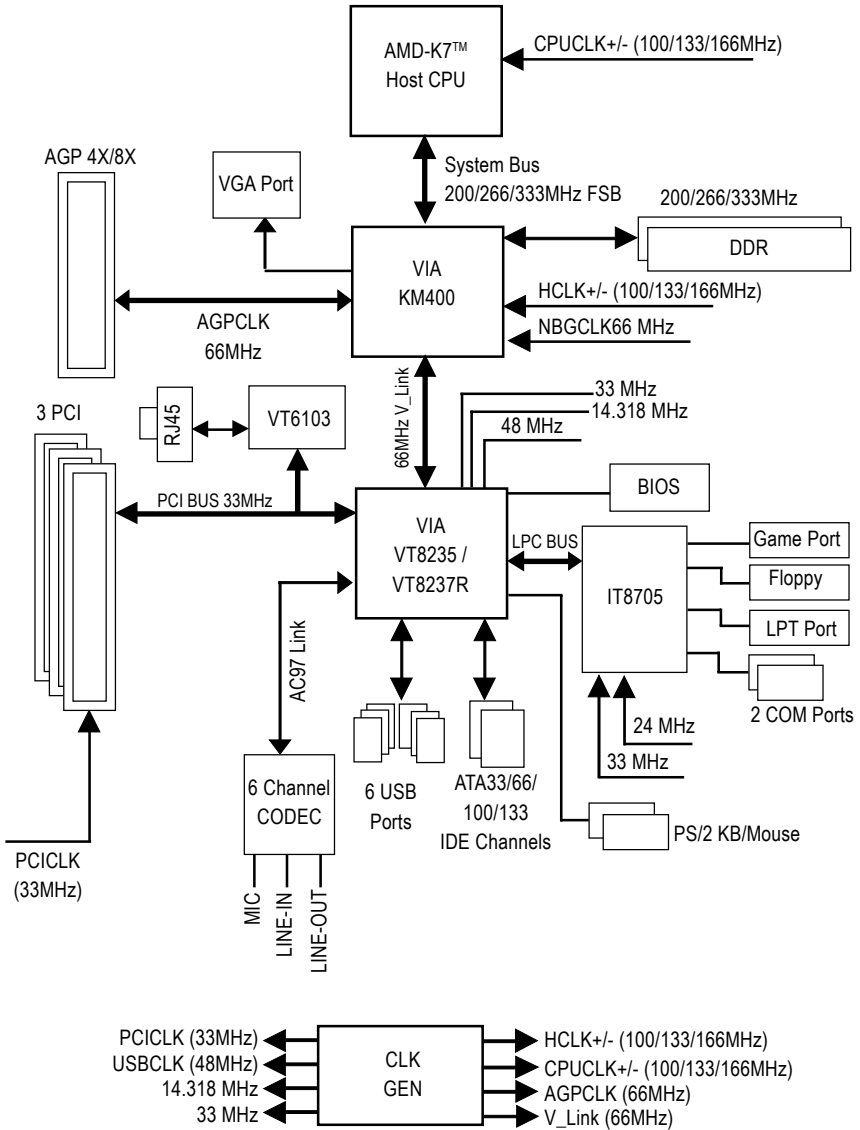 AMD-K7™
Host CPU
CPUCLK+/- (100/133/166MHz)
AGP 4X/8X
VGA Port
System Bus
200/266/333MHz FSB
200/266/333MHz
DDR
VIA
KM400
HCLK+/- (100/133/166MHz)
NBGCLK66 MHz
AGPCLK
66MHz
3 PCI
RJ45
VT6103
66MHz V_Link
33 MHz
14.318 MHz
48 MHz
BIOS
PCI BUS 33MHz
VIA
VT8235 /
VT8237R
LPC BUS
IT8705
Game Port
Floppy
LPT Port
2 COM Ports
24 MHz
33 MHz
AC97 Link
6 Channel
CODEC
6 USB
Ports
ATA33/66/
100/133
IDE Channels
PS/2 KB/Mouse
PCICLK
(33MHz)
MIC
LINE-IN
LINE-OUT
PCICLK (33MHz)
USBCLK (48MHz)
14.318 MHz
33 MHz
CLK
GEN
HCLK+/- (100/133/166MHz)
CPUCLK+/- (100/133/166MHz)
AGPCLK (66MHz)
V_Link (66MHz)